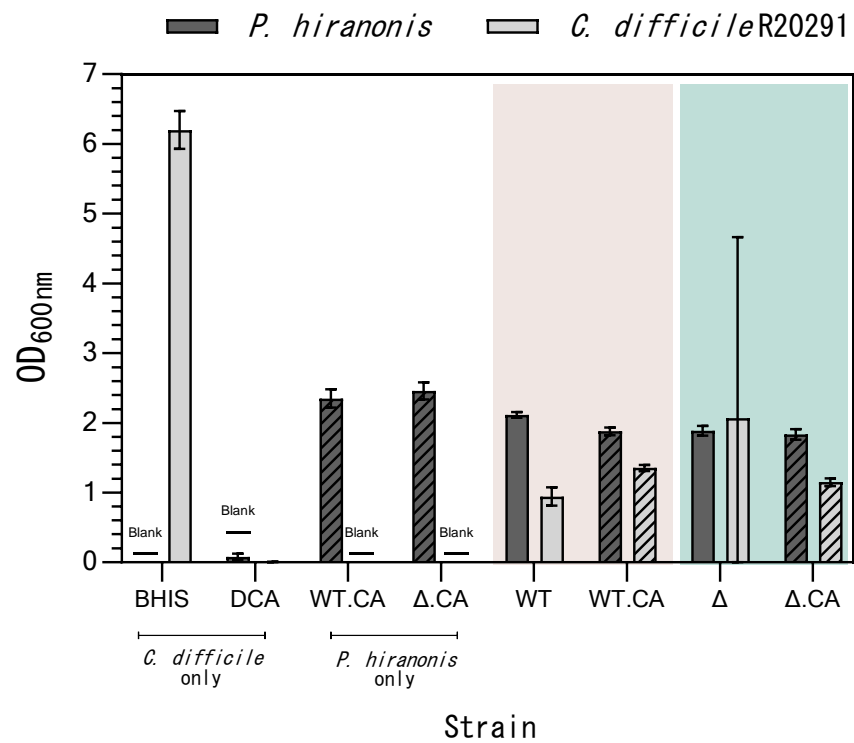 P. hiranonis C. difficile R20291
7
6
5
4
3
2
1
0
OD600nm
Blank
Blank
Blank
Blank
BHIS DCA WT.CA Δ.CA WT WT.CA Δ Δ.CA
C. difficile only
P. hiranonis only
Strain